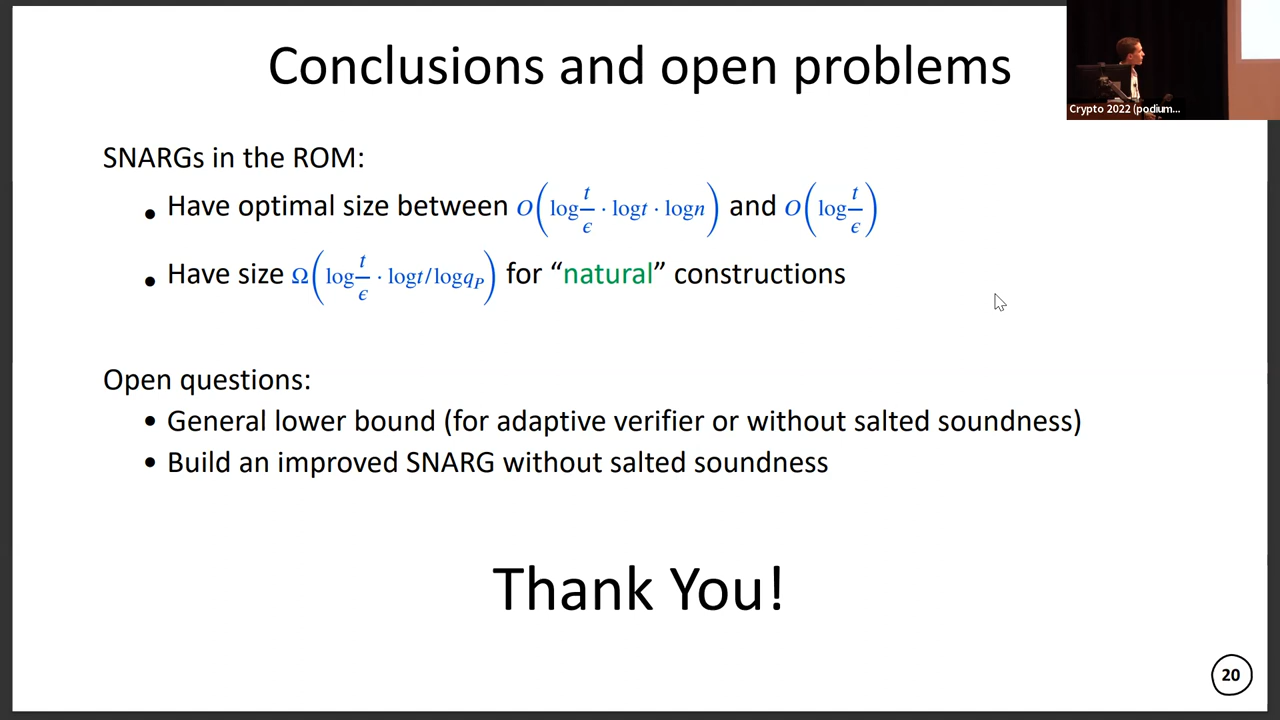 Conclusions and open problems
Crypto 2022 (podium...
SNARGs in the ROM:
• Have optimal size between O(log t/ϵ · log t · log n) and O(log t/ϵ)
• Have size Ω(log t/ϵ · log t / log q_P) for “natural” constructions
Open questions:
• General lower bound (for adaptive verifier or without salted soundness)
• Build an improved SNARG without salted soundness
Thank You!
20